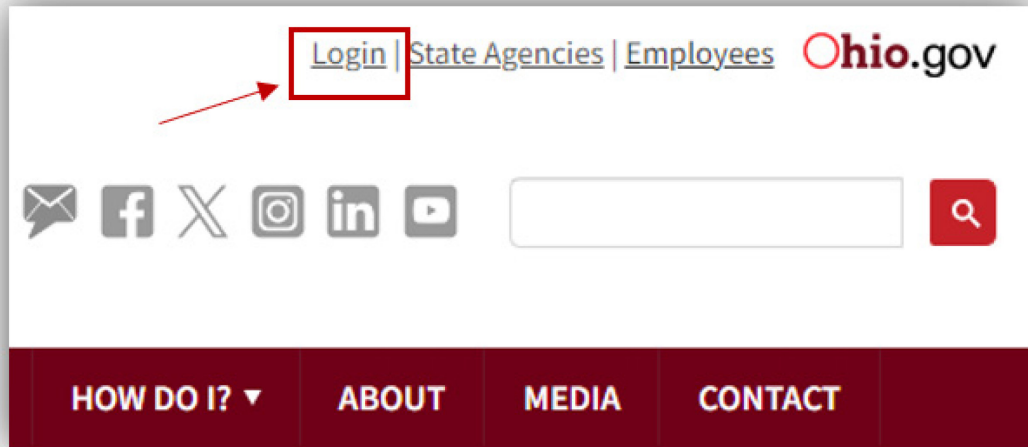 Login | State Agencies | Employees Ohio.gov
HOW DO I? ▼ ABOUT MEDIA CONTACT